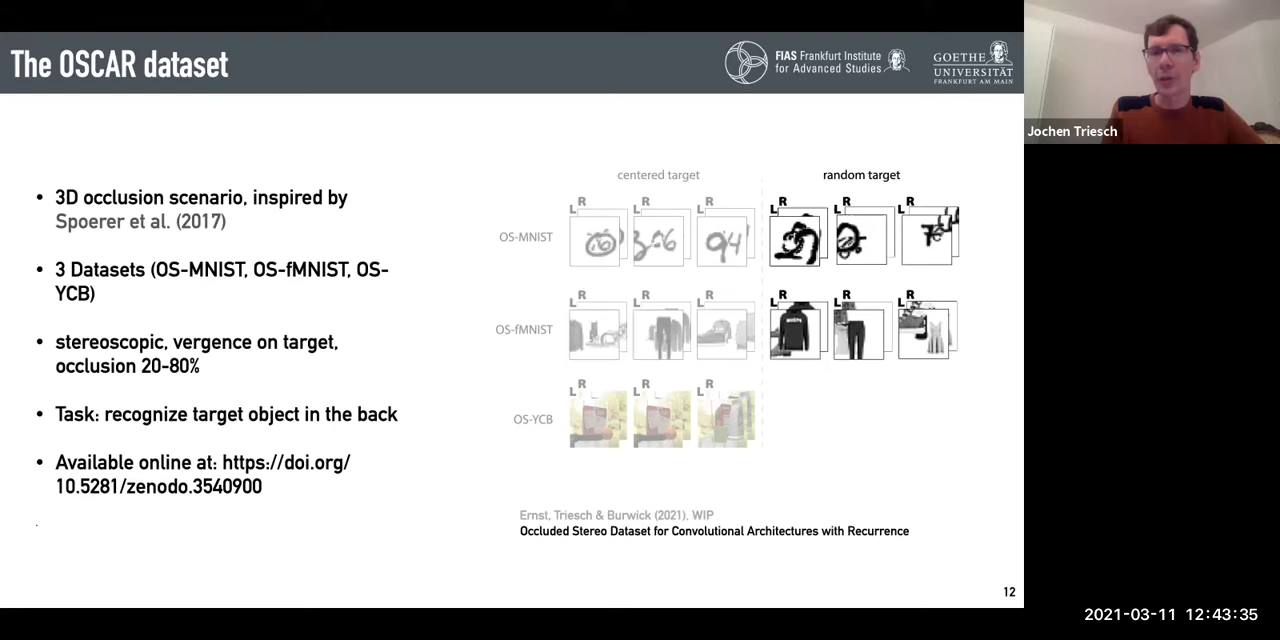 The OSCAR dataset
FIAS Frankfurt Institute
for Advanced Studies
GOETHE
UNIVERSITÄT
FRANKFURT AM MAIN
Jochen Triesch
• 3D occlusion scenario, inspired by
Spoerer et al. (2017)
• 3 Datasets (OS-MNIST, OS-fMNIST, OS-
YCB)
• stereoscopic, vergence on target,
occlusion 20-80%
• Task: recognize target object in the back
• Available online at: https://doi.org/
10.5281/zenodo.3540900
.
centered target
random target
L R L R L R L R L R L R
OS-MNIST
L R L R L R L R L R L R
OS-fMNIST
L R L R L R
OS-YCB
Ernst, Triesch & Burwick (2021), WIP
Occluded Stereo Dataset for Convolutional Architectures with Recurrence
12
2021-03-11 12:43:35